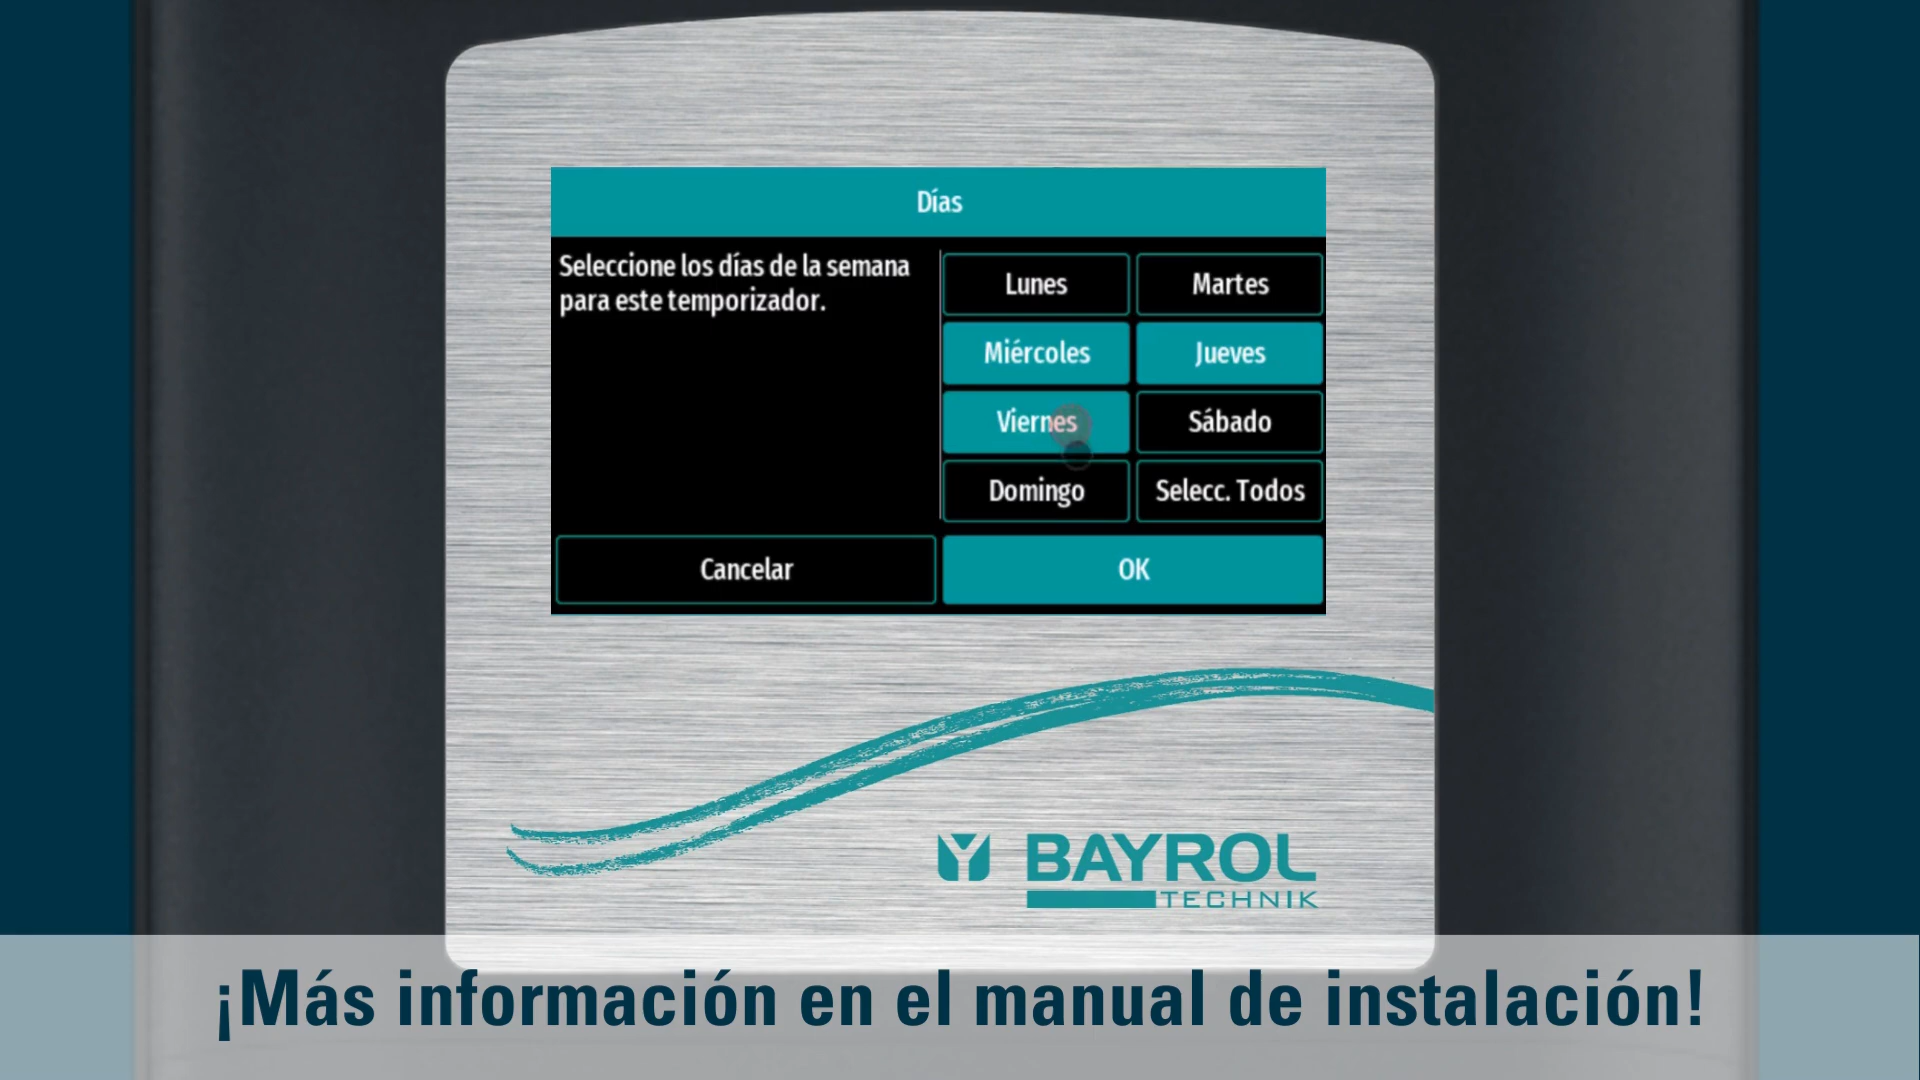 Días
Seleccione los días de la semana
para este temporizador.
Lunes
Martes
Miércoles
Jueves
Viernes
Sábado
Domingo
Selecc. Todos
Cancelar
OK
BAYROL
TECHNIK
¡Más información en el manual de instalación!